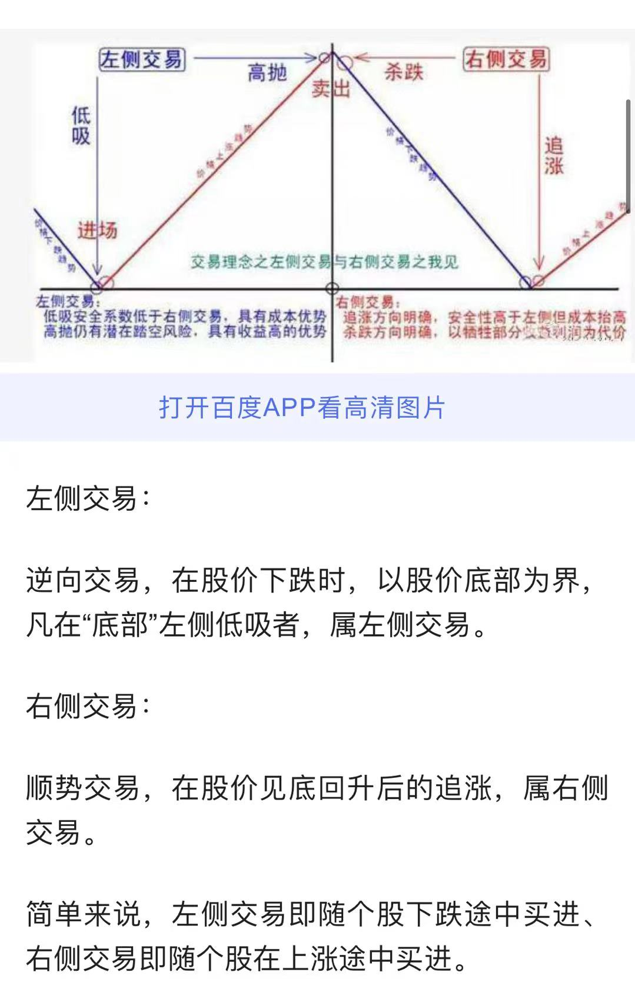 左侧交易
高抛
卖出
杀跌
右侧交易
低吸
追涨
价格上涨趋势
价格下跌趋势
进场
价格下跌趋势
价格上涨趋势
交易理念之左侧交易与右侧交易之我见
左侧交易：
低吸安全系数低于右侧交易，具有成本优势
高抛仍有潜在踏空风险，具有收益高的优势
右侧交易：
追涨方向明确，安全性高于左侧但成本抬高
杀跌方向明确，以牺牲部分利润为代价
打开百度APP看高清图片
左侧交易：
逆向交易，在股价下跌时，以股价底部为界，
凡在“底部”左侧低吸者，属左侧交易。
右侧交易：
顺势交易，在股价见底回升后的追涨，属右侧
交易。
简单来说，左侧交易即随个股下跌途中买进、
右侧交易即随个股在上涨途中买进。